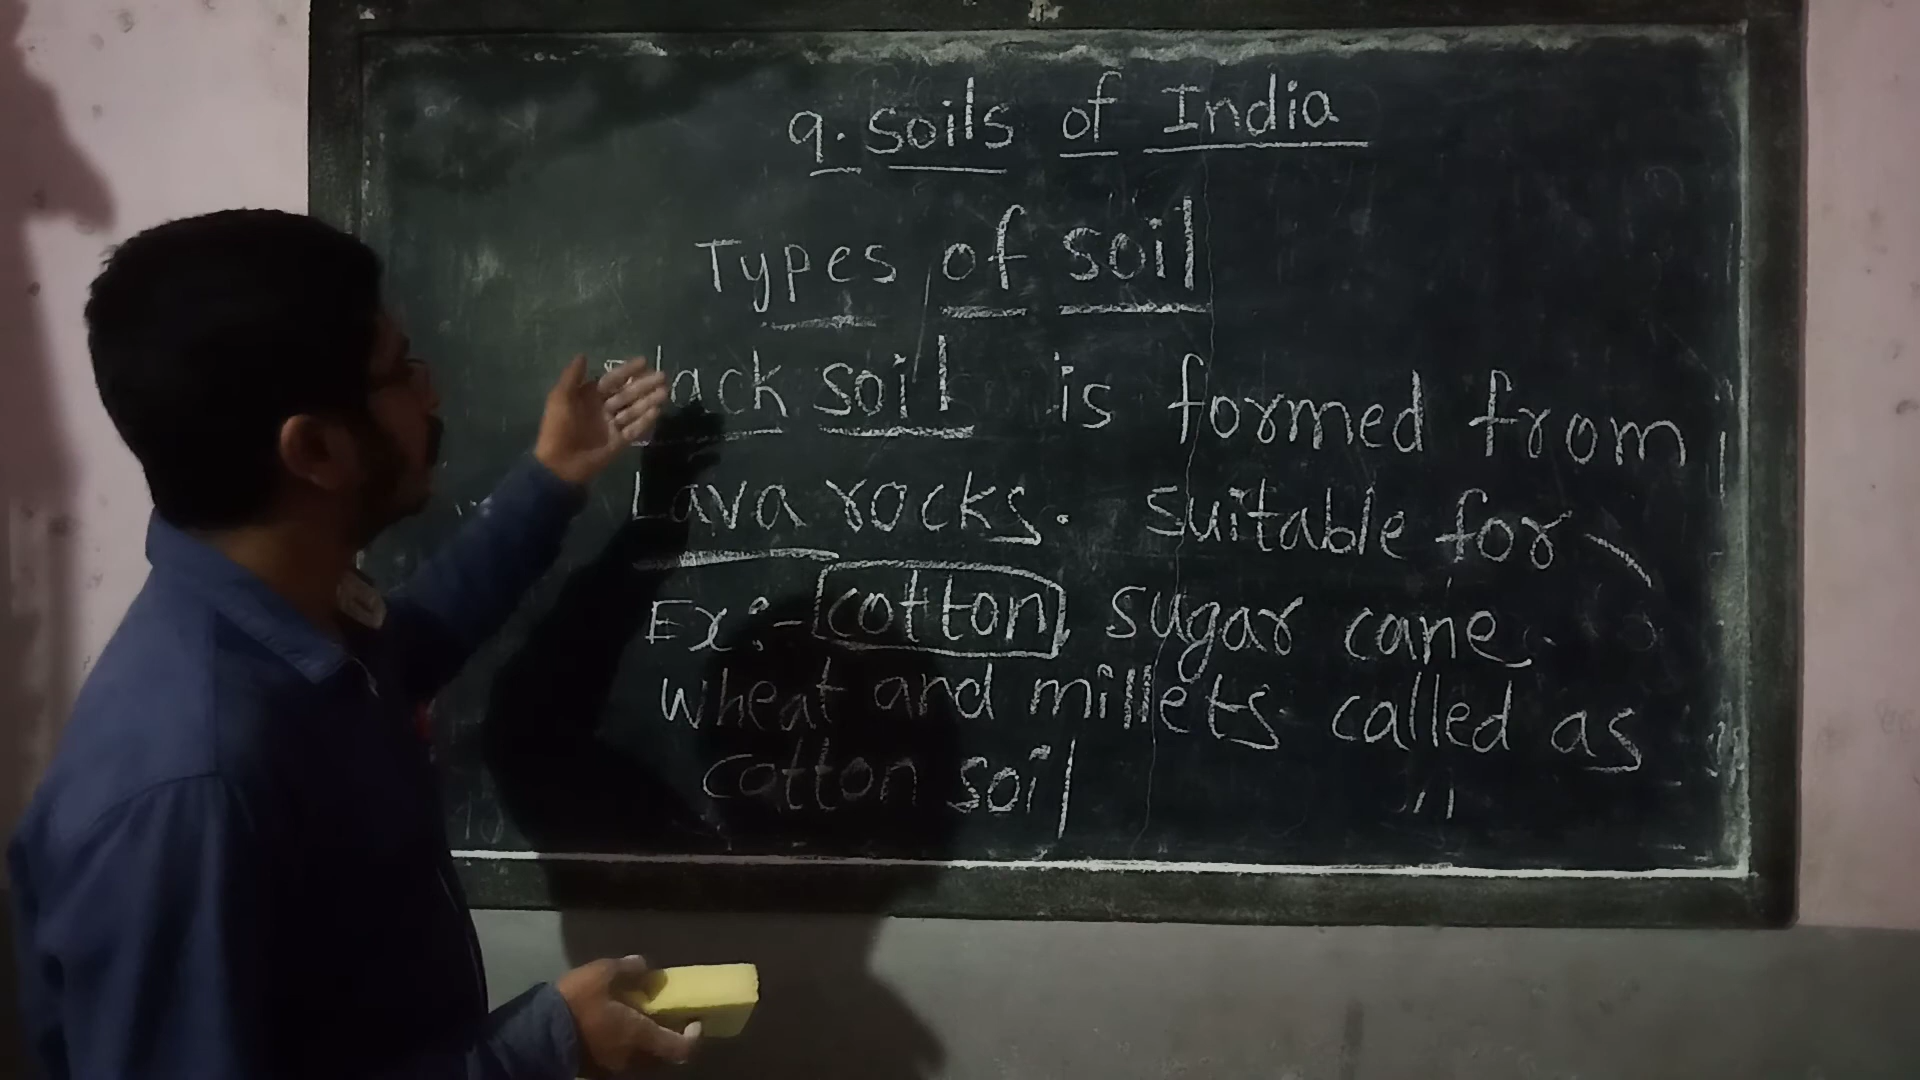 9. Soils of India
Types of soil
Black soil is formed from
Lava rocks. Suitable for
Ex:- cotton, sugar cane.
wheat and millets. called as
cotton soil